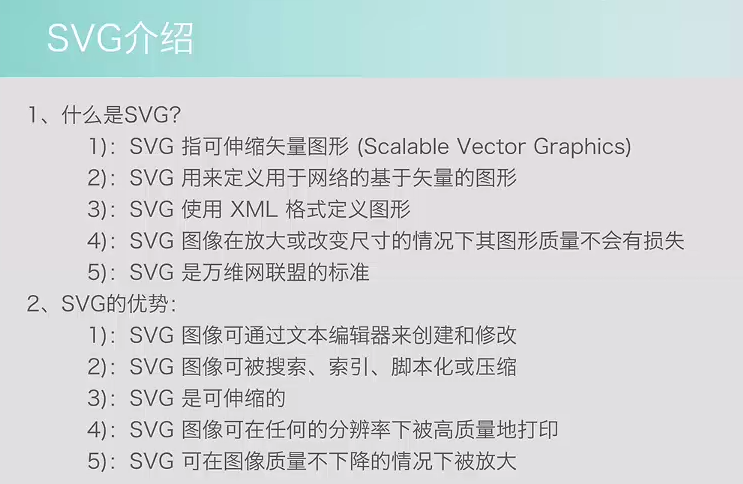 SVG介绍
1、什么是SVG?
1)：SVG 指可伸缩矢量图形 (Scalable Vector Graphics)
2)：SVG 用来定义用于网络的基于矢量的图形
3)：SVG 使用 XML 格式定义图形
4)：SVG 图像在放大或改变尺寸的情况下其图形质量不会有损失
5)：SVG 是万维网联盟的标准
2、SVG的优势：
1)：SVG 图像可通过文本编辑器来创建和修改
2)：SVG 图像可被搜索、索引、脚本化或压缩
3)：SVG 是可伸缩的
4)：SVG 图像可在任何的分辨率下被高质量地打印
5)：SVG 可在图像质量不下降的情况下被放大